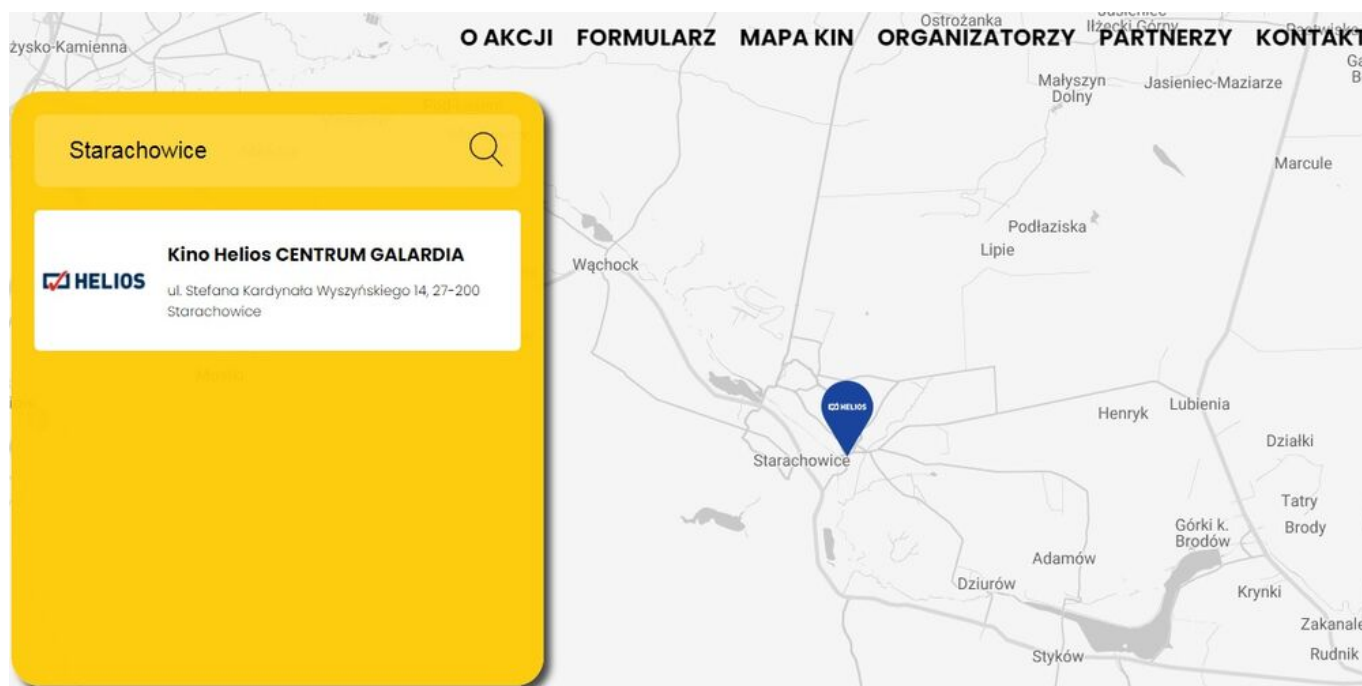 O AKCJI FORMULARZ MAPA KIN ORGANIZATORZY PARTNERZY KONTAKT
Ostrożanka
Iłżecki Górny
żysko-Kamienna
Małyszyn
Dolny
Jasieniec-Maziarze
Starachowice
Marcule
HELIOS
Kino Helios CENTRUM GALARDIA
ul. Stefana Kardynała Wyszyńskiego 14, 27-200
Starachowice
Podłaziska
Lipie
Wąchock
HELIOS
Henryk
Lubienia
Działki
Starachowice
Tatry
Górki k.
Brodów
Brody
Adamów
Dziurów
Krynki
Zakanale
Styków
Rudnik